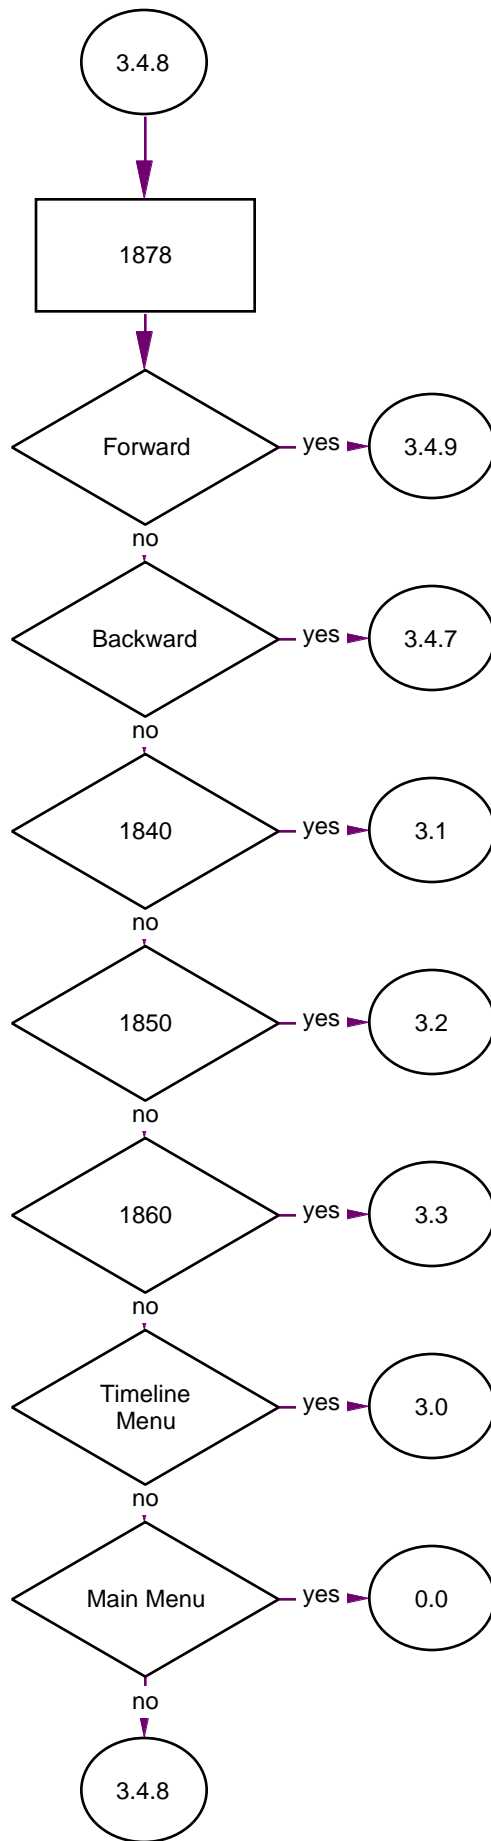 3.4.8
1878
Forward
yes
3.4.9
no
Backward
yes
3.4.7
no
1840
yes
3.1
no
1850
yes
3.2
no
1860
yes
3.3
no
Timeline
Menu
yes
3.0
no
Main Menu
yes
0.0
no
3.4.8